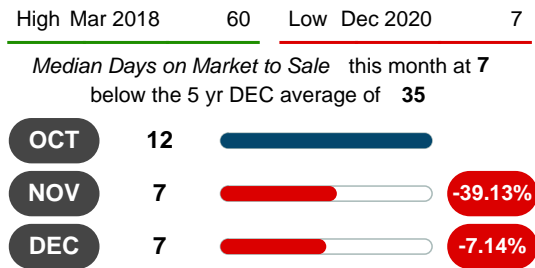 High Mar 2018 60 Low Dec 2020 7
Median Days on Market to Sale this month at 7
below the 5 yr DEC average of 35
OCT 12
NOV 7 -39.13%
DEC 7 -7.14%